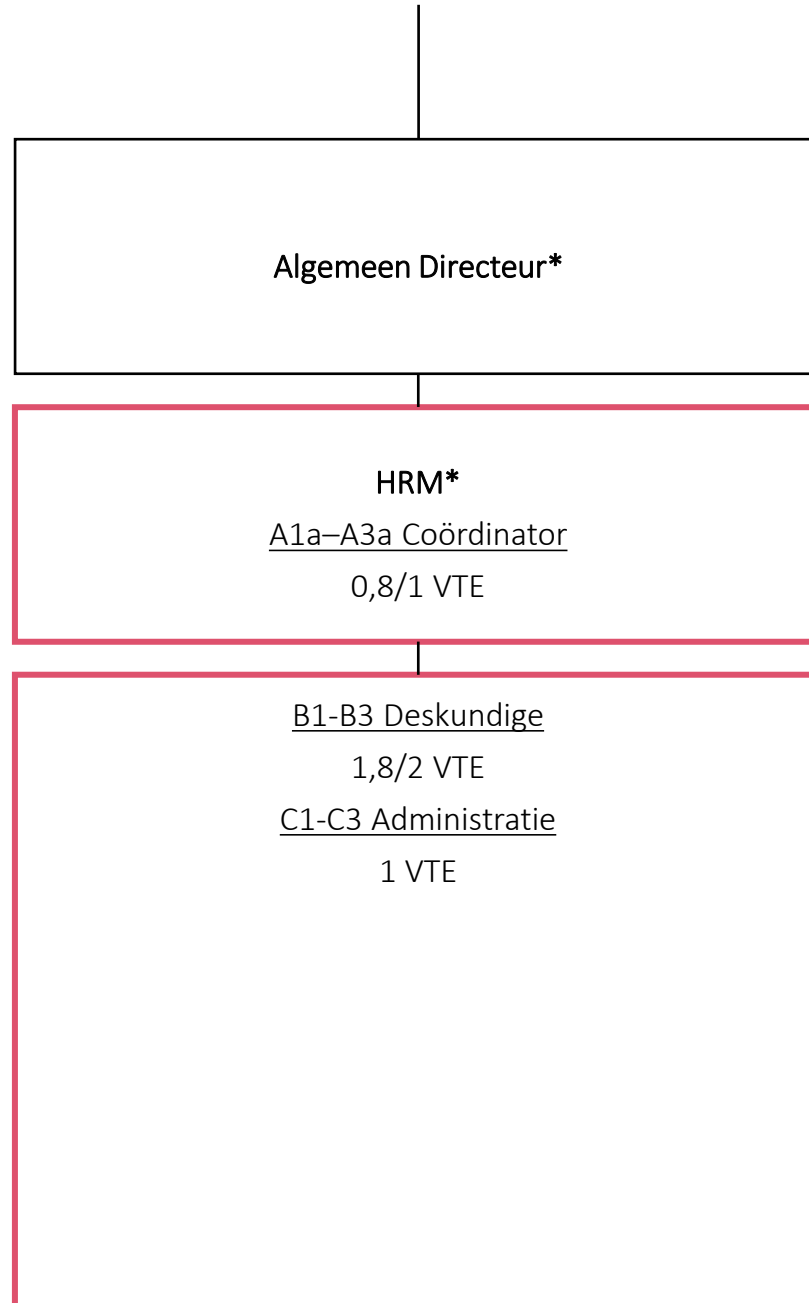 Algemeen Directeur*
HRM*
A1a–A3a Coördinator
0,8/1 VTE
B1-B3 Deskundige
1,8/2 VTE
C1-C3 Administratie
1 VTE